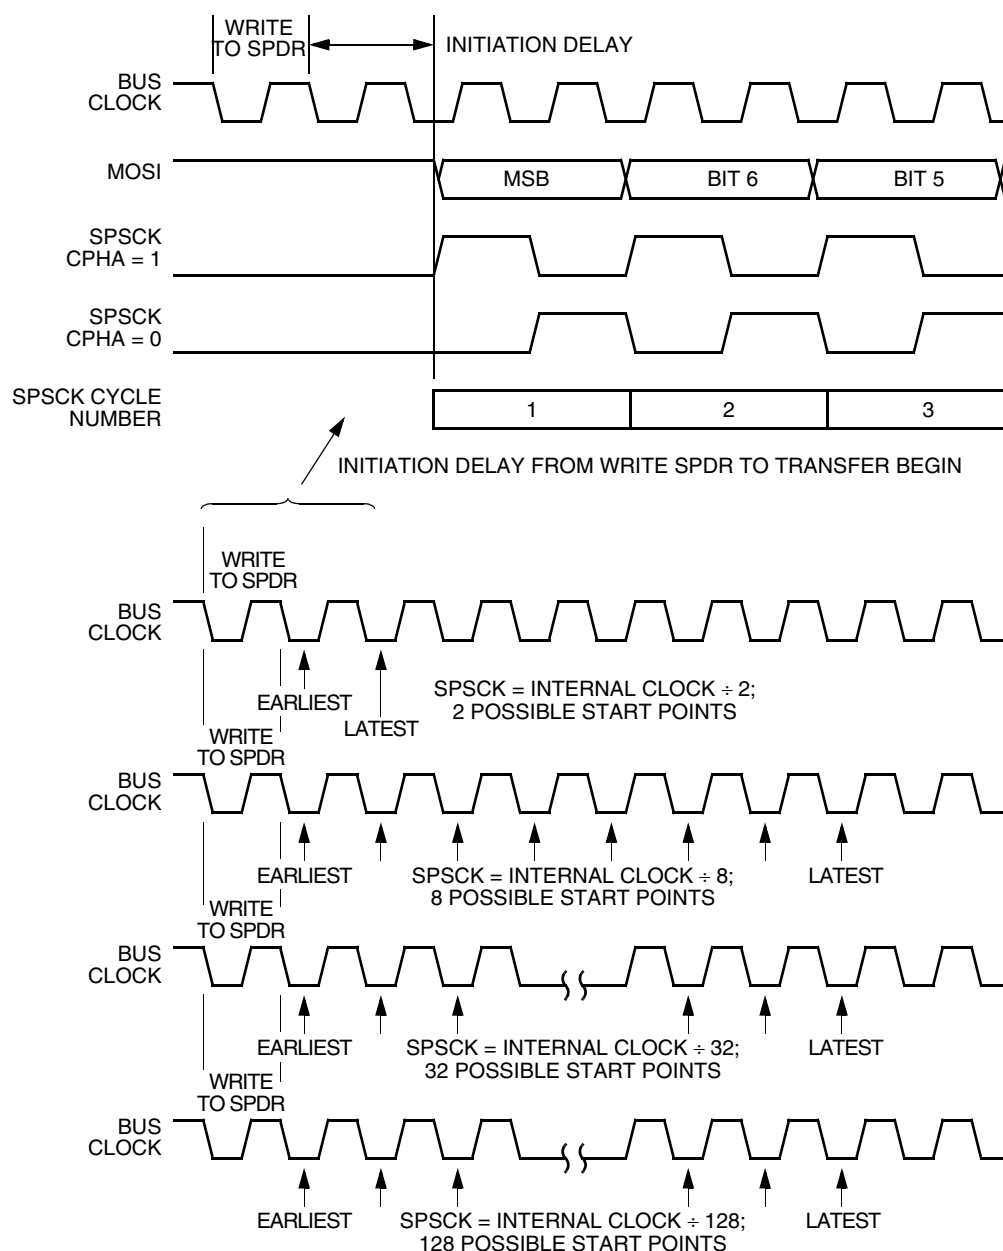 WRITE
TO SPDR
INITIATION DELAY
BUS
CLOCK
MOSI
MSB
BIT 6
BIT 5
SPSCK
CPHA = 1
SPSCK
CPHA = 0
SPSCK CYCLE
NUMBER
1
2
3
INITIATION DELAY FROM WRITE SPDR TO TRANSFER BEGIN
WRITE
TO SPDR
BUS
CLOCK
EARLIEST
LATEST
SPSCK = INTERNAL CLOCK ÷ 2;
2 POSSIBLE START POINTS
WRITE
TO SPDR
BUS
CLOCK
EARLIEST
SPSCK = INTERNAL CLOCK ÷ 8;
8 POSSIBLE START POINTS
LATEST
WRITE
TO SPDR
BUS
CLOCK
EARLIEST
SPSCK = INTERNAL CLOCK ÷ 32;
32 POSSIBLE START POINTS
LATEST
WRITE
TO SPDR
BUS
CLOCK
EARLIEST
SPSCK = INTERNAL CLOCK ÷ 128;
128 POSSIBLE START POINTS
LATEST